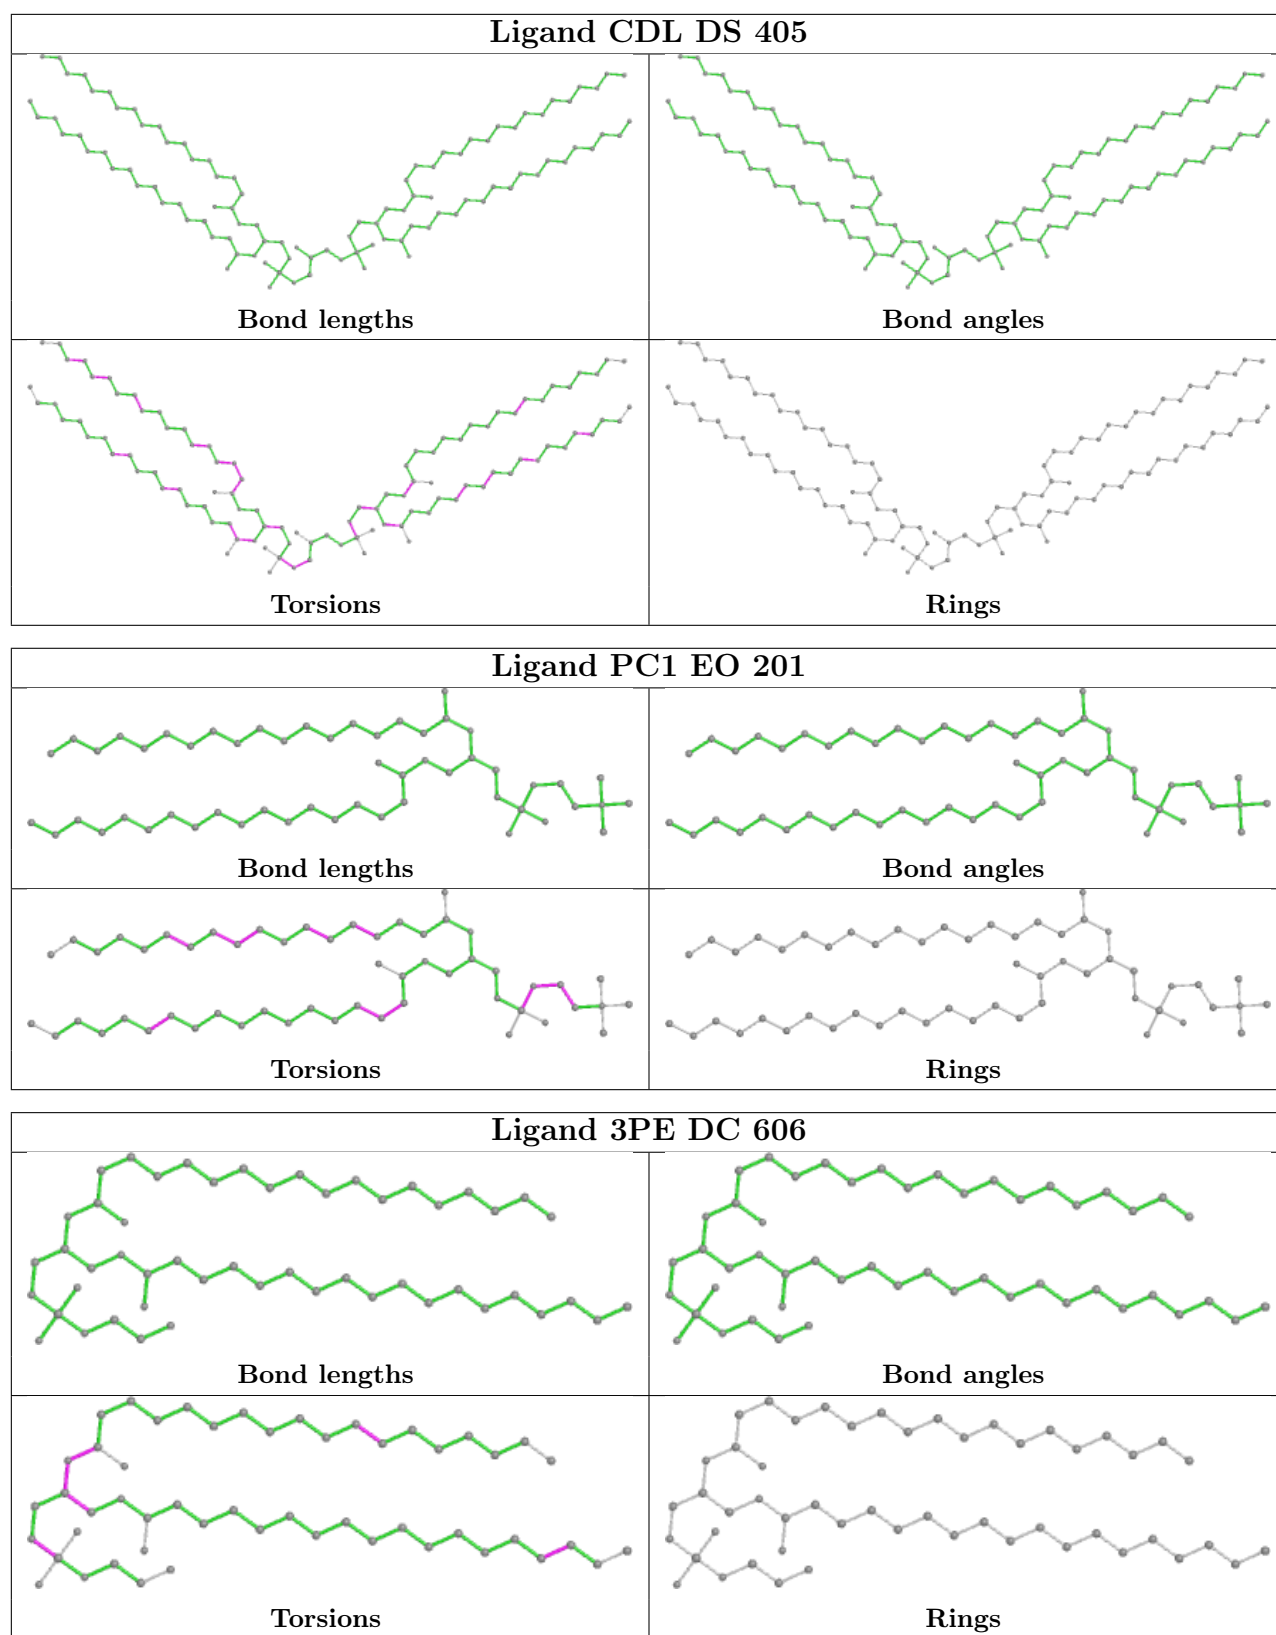 Ligand CDL DS 405
Bond lengths
Bond angles
Torsions
Rings
Ligand PC1 EO 201
Bond lengths
Bond angles
Torsions
Rings
Ligand 3PE DC 606
Bond lengths
Bond angles
Torsions
Rings